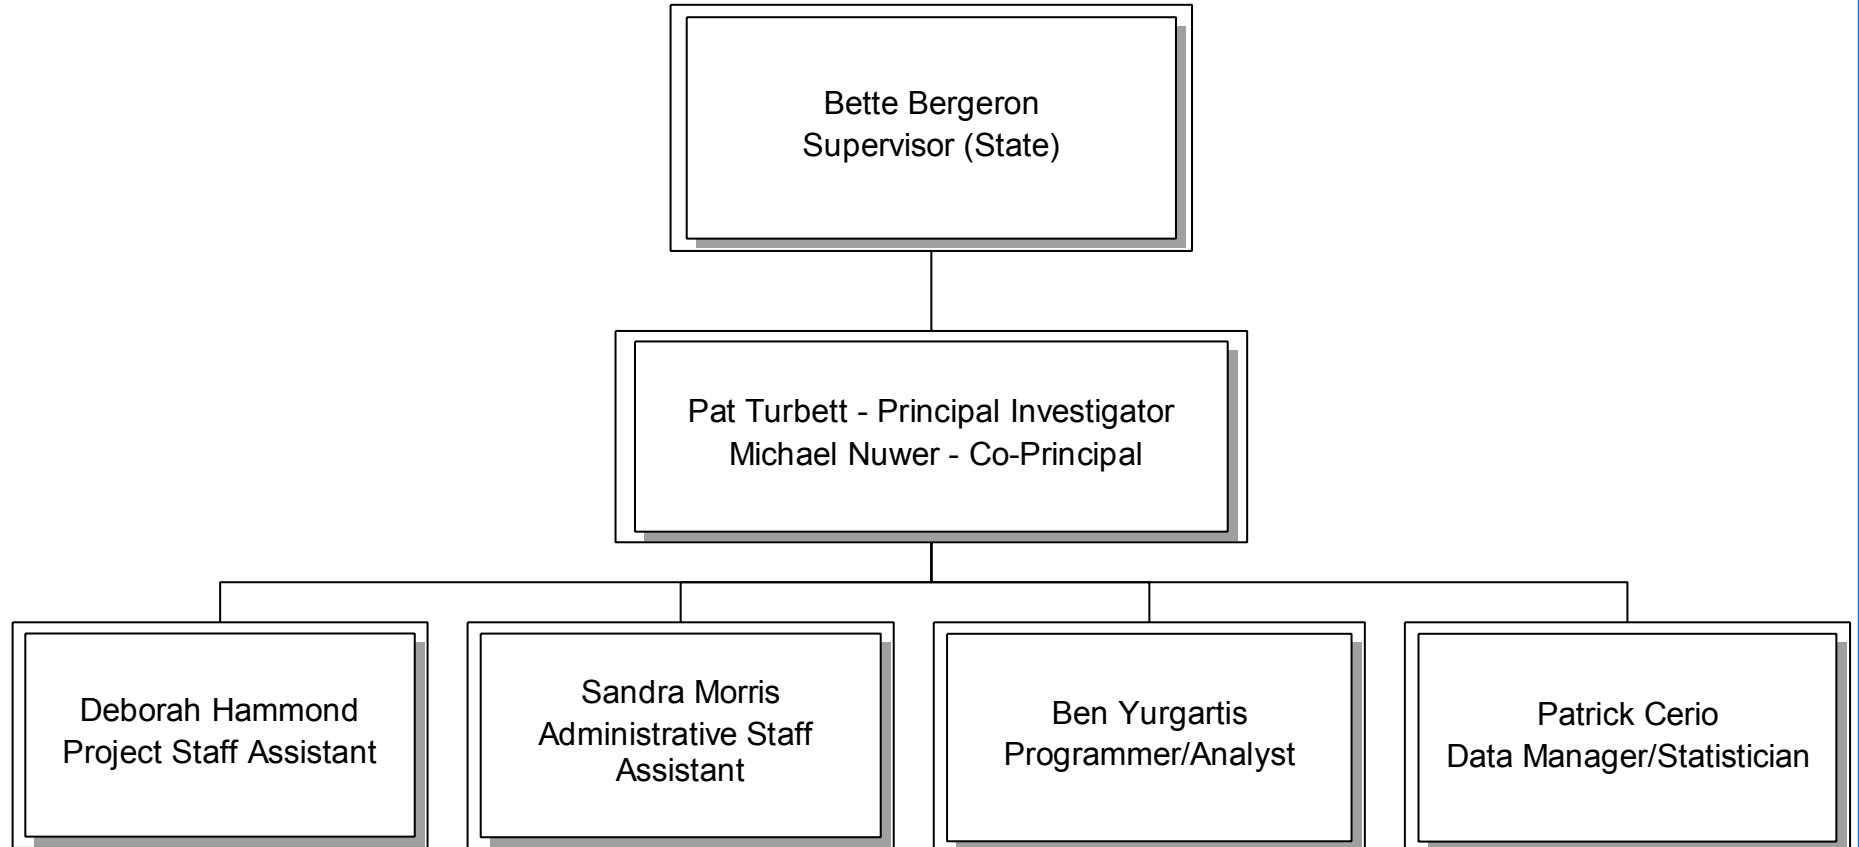 Bette Bergeron
Supervisor (State)
Pat Turbett - Principal Investigator
Michael Nuwer - Co-Principal
Deborah Hammond
Project Staff Assistant
Sandra Morris
Administrative Staff
Assistant
Ben Yurgartis
Programmer/Analyst
Patrick Cerio
Data Manager/Statistician